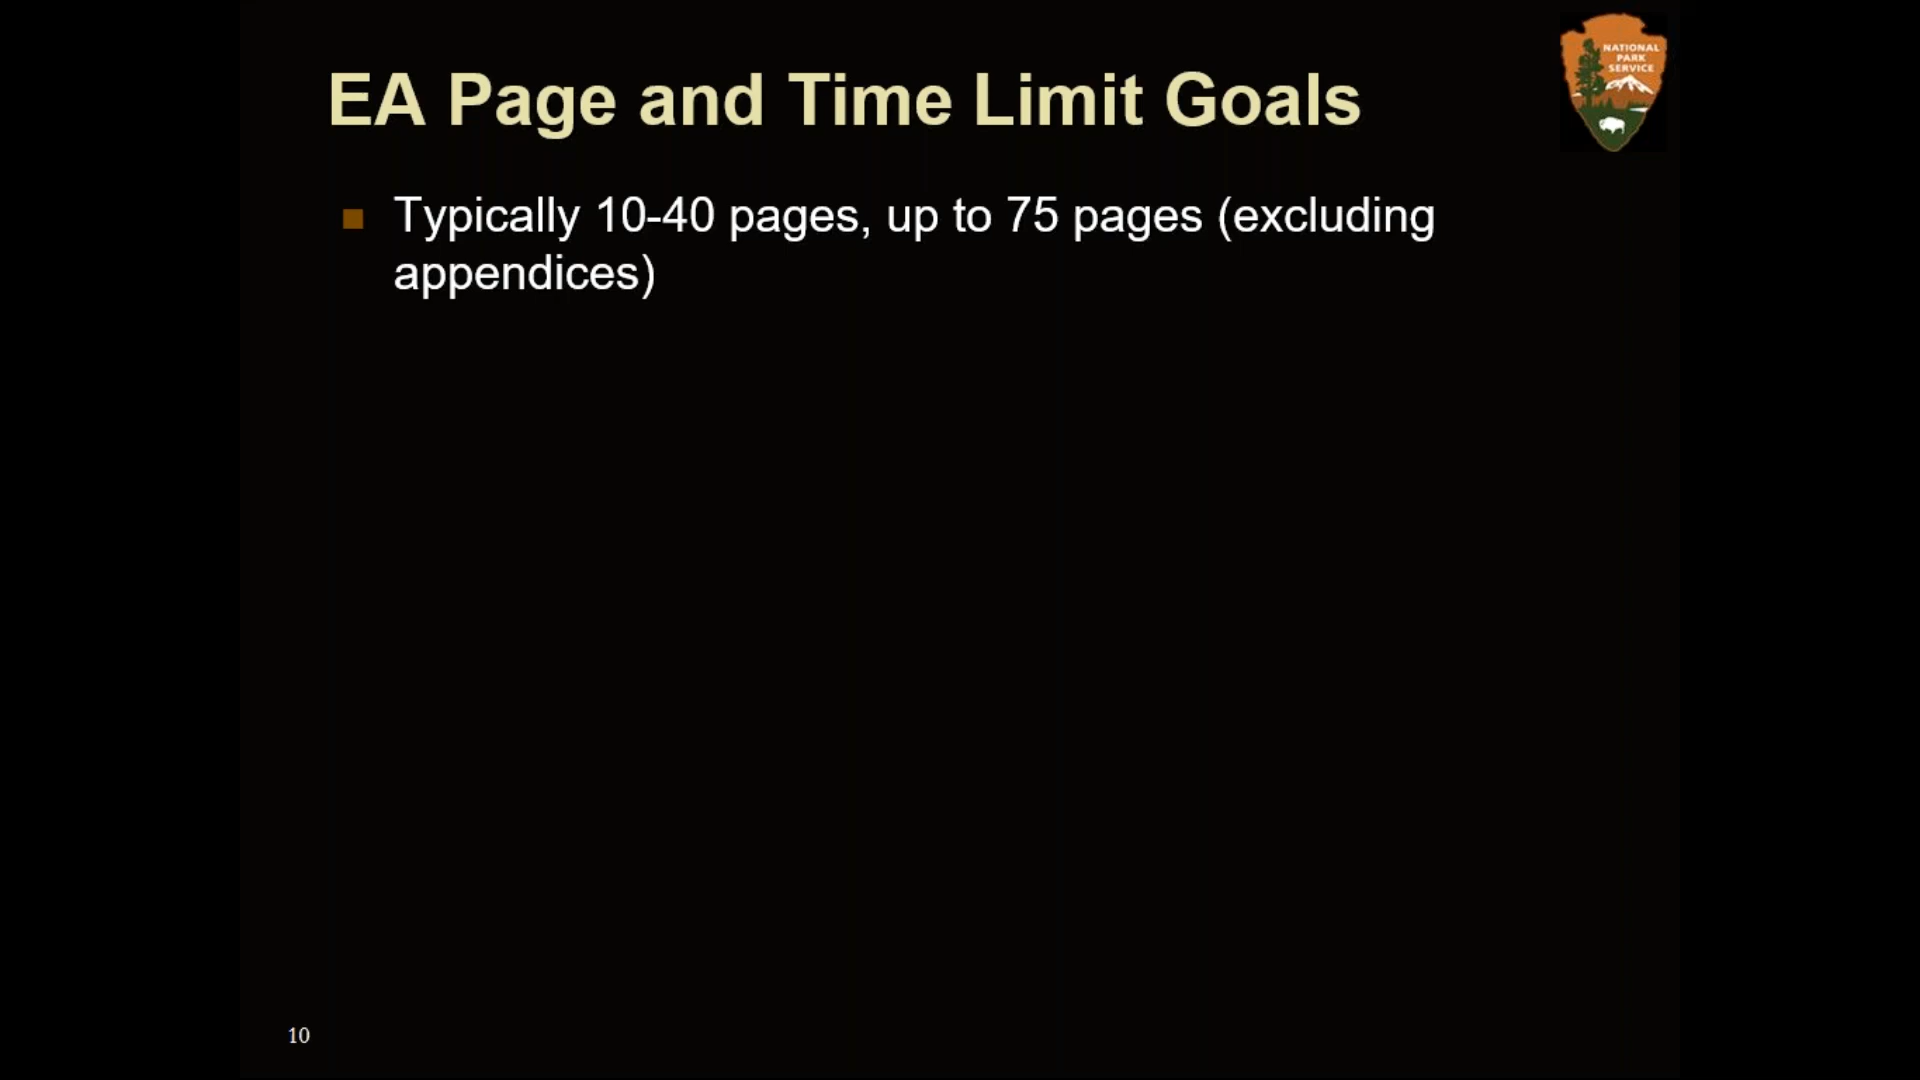 EA Page and Time Limit Goals
NATIONAL
PARK
SERVICE
Typically 10-40 pages, up to 75 pages (excluding
appendices)
10